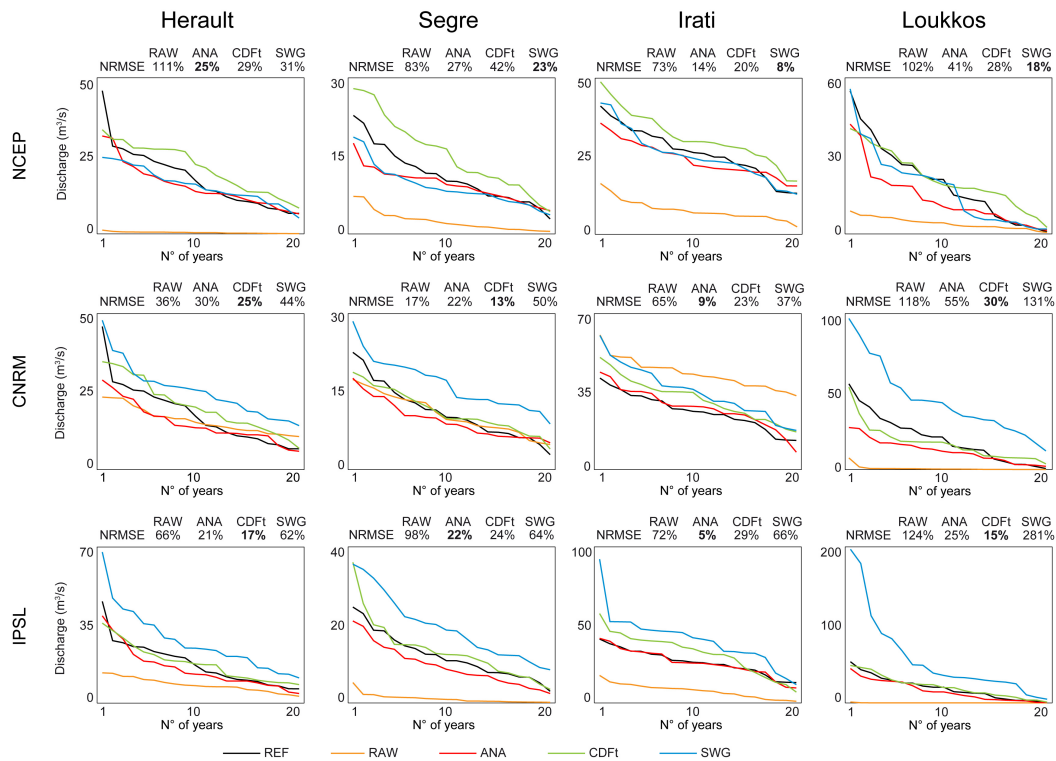 Herault Segre Irati Loukkos
NCEP
RAW ANA CDFt SWG
NRMSE 111% 25% 29% 31%
50
25
0
Discharge (m³/s)
1 10 20
N° of years
RAW ANA CDFt SWG
NRMSE 83% 27% 42% 23%
30
15
0
1 10 20
N° of years
RAW ANA CDFt SWG
NRMSE 73% 14% 20% 8%
50
25
0
1 10 20
N° of years
RAW ANA CDFt SWG
NRMSE 102% 41% 28% 18%
60
30
0
1 10 20
N° of years
CNRM
RAW ANA CDFt SWG
NRMSE 36% 30% 25% 44%
50
25
0
Discharge (m³/s)
1 10 20
N° of years
RAW ANA CDFt SWG
NRMSE 17% 22% 13% 50%
30
15
0
1 10 20
N° of years
RAW ANA CDFt SWG
NRMSE 65% 9% 23% 37%
70
35
0
1 10 20
N° of years
RAW ANA CDFt SWG
NRMSE 118% 55% 30% 131%
100
50
0
1 10 20
N° of years
IPSL
RAW ANA CDFt SWG
NRMSE 66% 21% 17% 62%
70
35
0
Discharge (m³/s)
1 10 20
N° of years
RAW ANA CDFt SWG
NRMSE 98% 22% 24% 64%
40
20
0
1 10 20
N° of years
RAW ANA CDFt SWG
NRMSE 72% 5% 29% 66%
100
50
0
1 10 20
N° of years
RAW ANA CDFt SWG
NRMSE 124% 25% 15% 281%
200
100
0
1 10 20
N° of years
REF RAW ANA CDFt SWG